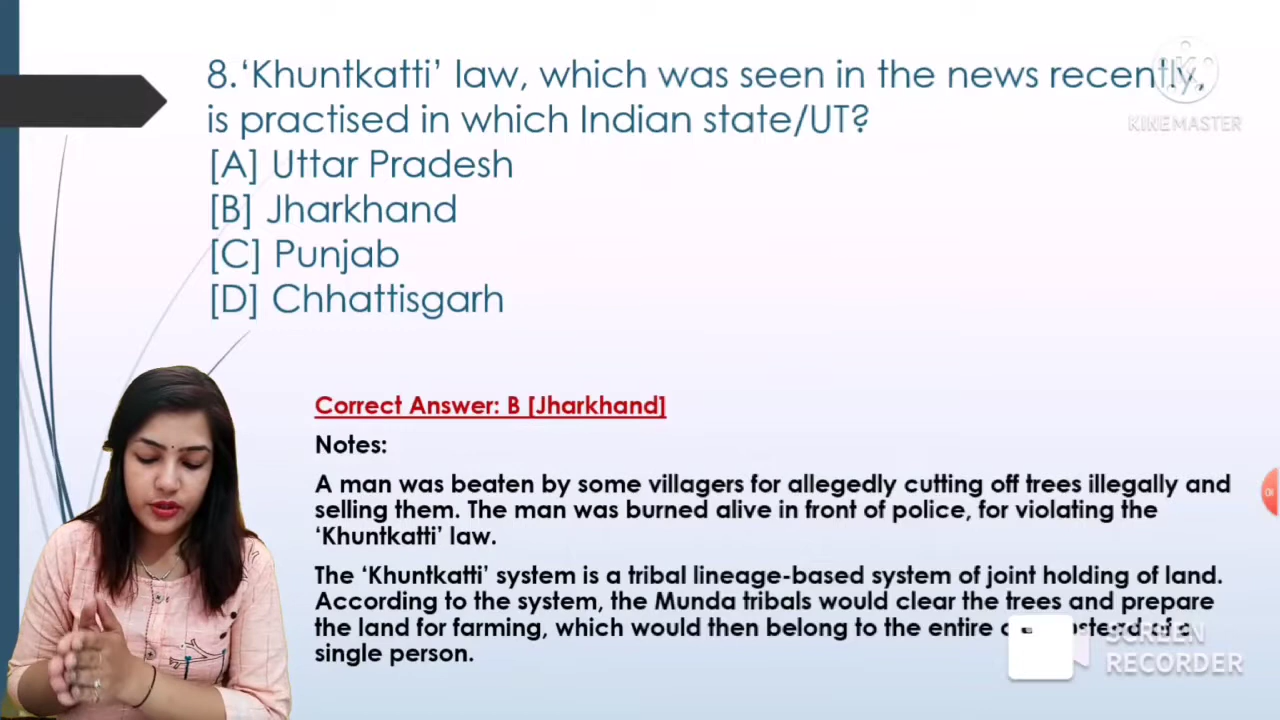 8.‘Khuntkatti’ law, which was seen in the news recently
is practised in which Indian state/UT?
[A] Uttar Pradesh
[B] Jharkhand
[C] Punjab
[D] Chhattisgarh
Correct Answer: B [Jharkhand]
Notes:
A man was beaten by some villagers for allegedly cutting off trees illegally and
selling them. The man was burned alive in front of police, for violating the
‘Khuntkatti’ law.
The ‘Khuntkatti’ system is a tribal lineage-based system of joint holding of land.
According to the system, the Munda tribals would clear the trees and prepare
the land for farming, which would then belong to the entire instead of a
single person.
KINEMASTER
SCREEN
RECORDER